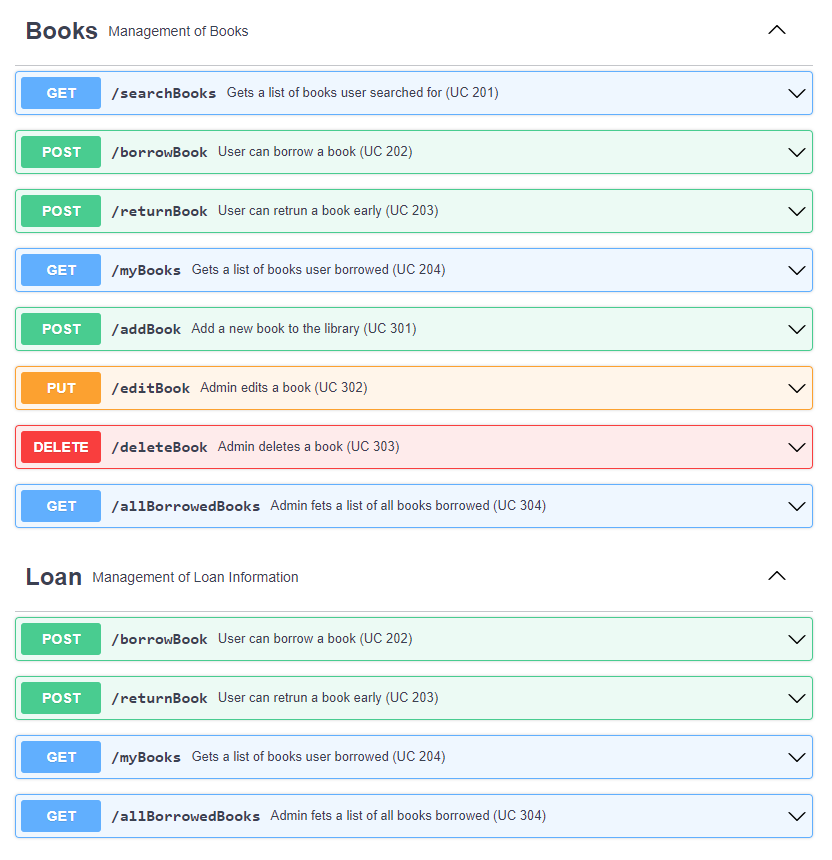 Books Management of Books
GET /searchBooks Gets a list of books user searched for (UC 201)
POST /borrowBook User can borrow a book (UC 202)
POST /returnBook User can retrun a book early (UC 203)
GET /myBooks Gets a list of books user borrowed (UC 204)
POST /addBook Add a new book to the library (UC 301)
PUT /editBook Admin edits a book (UC 302)
DELETE /deleteBook Admin deletes a book (UC 303)
GET /allBorrowedBooks Admin fets a list of all books borrowed (UC 304)
Loan Management of Loan Information
POST /borrowBook User can borrow a book (UC 202)
POST /returnBook User can retrun a book early (UC 203)
GET /myBooks Gets a list of books user borrowed (UC 204)
GET /allBorrowedBooks Admin fets a list of all books borrowed (UC 304)